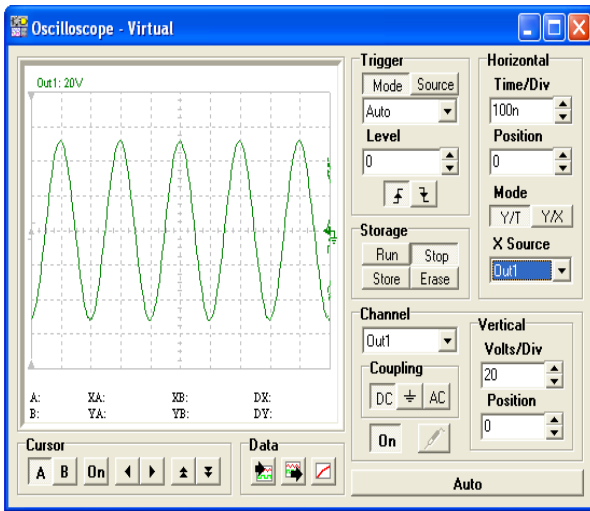 Oscilloscope - Virtual
Out1: 20V
A: XA: XB: DX:
B: YA: YB: DY:
Cursor
A B On
Data
Trigger
Mode Source
Auto
Level
0
Storage
Run Stop
Store Erase
Horizontal
Time/Div
100n
Position
0
Mode
Y/T Y/X
X Source
Out1
Channel
Out1
Coupling
DC AC
On
Vertical
Volts/Div
20
Position
0
Auto